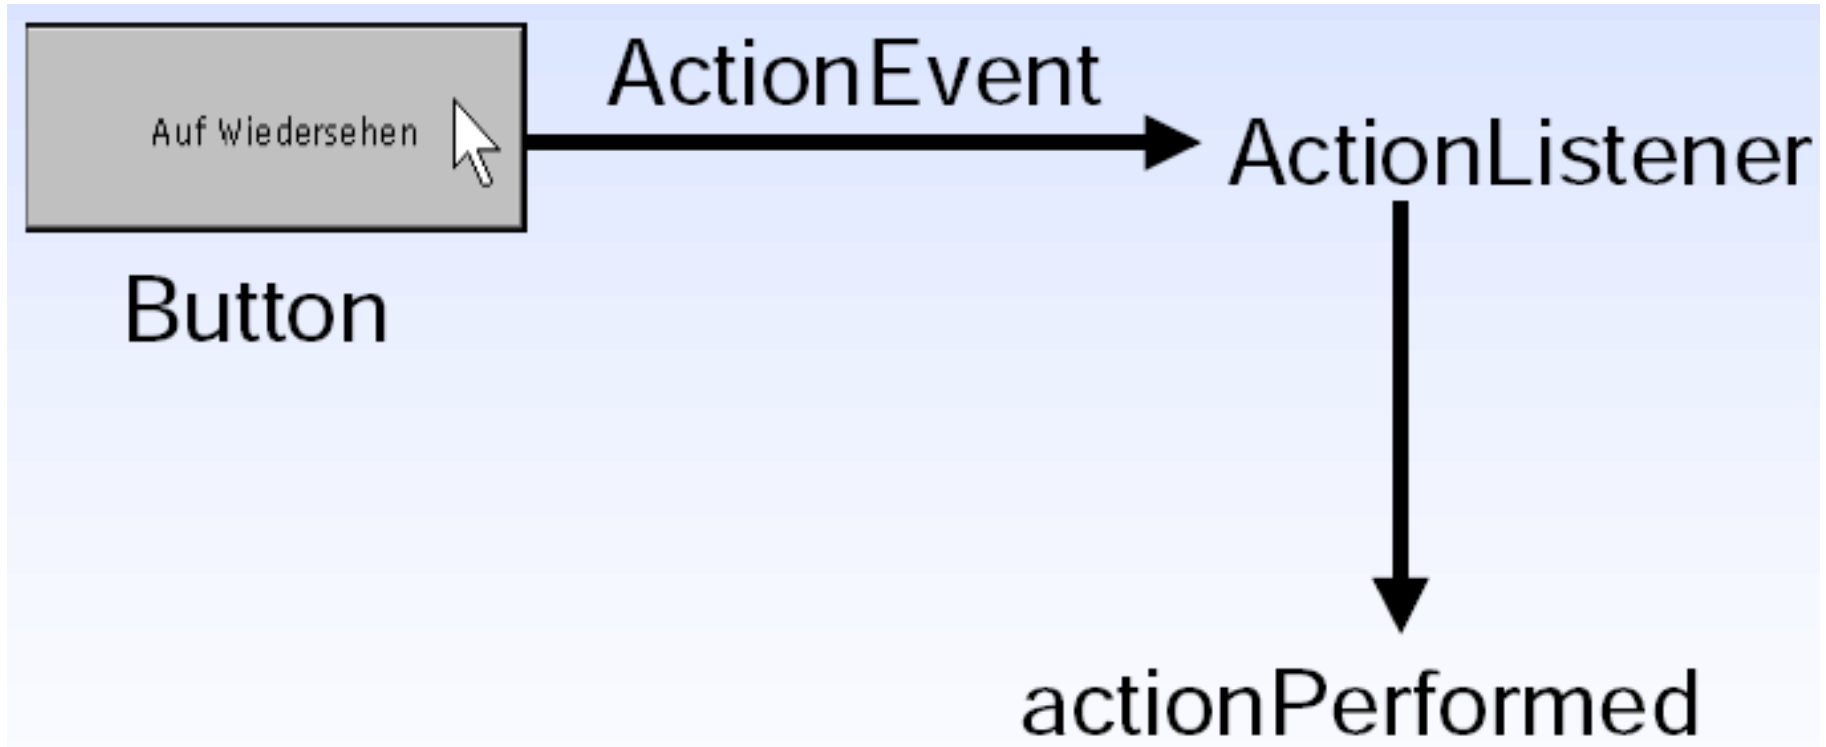 ActionEvent
Auf Wiedersehen
ActionListener
Button
actionPerformed